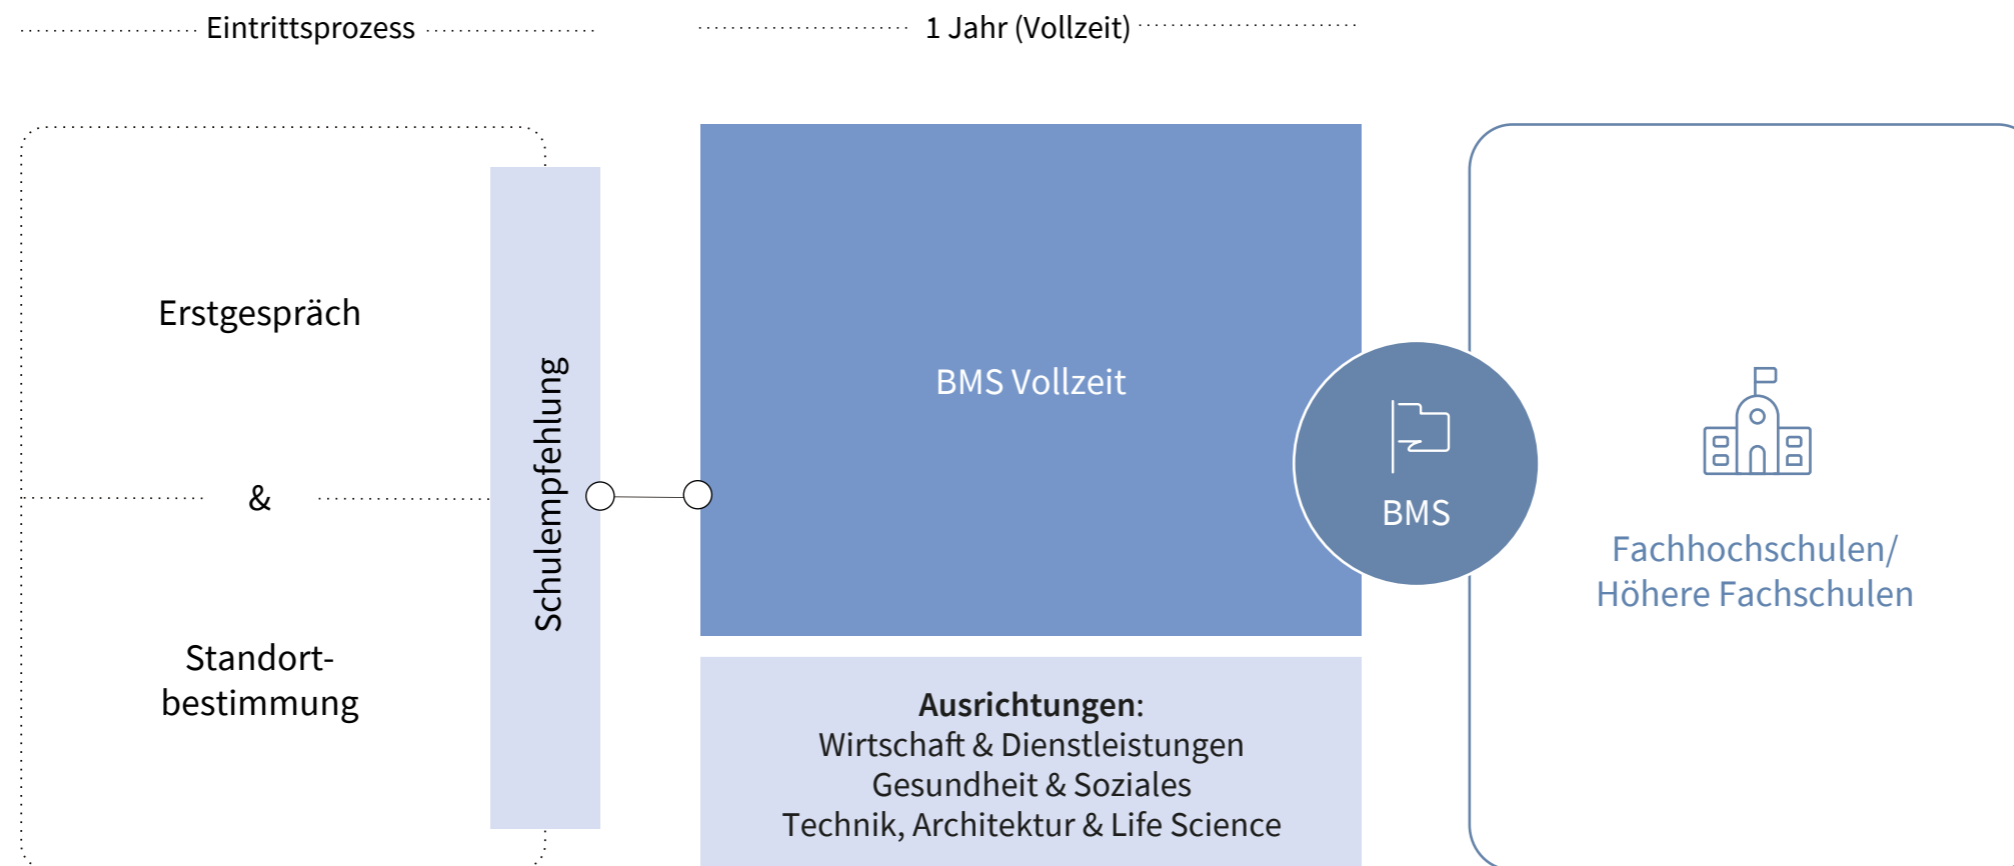 Eintrittsprozess
1 Jahr (Vollzeit)
Erstgespräch
&
Standort-
bestimmung
Schulempfehlung
BMS Vollzeit
Ausrichtungen:
Wirtschaft & Dienstleistungen
Gesundheit & Soziales
Technik, Architektur & Life Science
BMS
Fachhochschulen/
Höhere Fachschulen